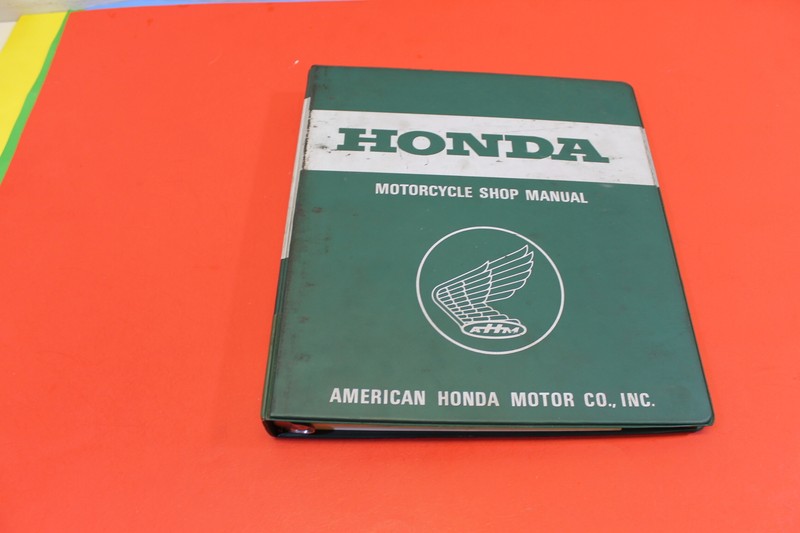 HONDA
MOTORCYCLE SHOP MANUAL
AHM
AMERICAN HONDA MOTOR CO., INC.